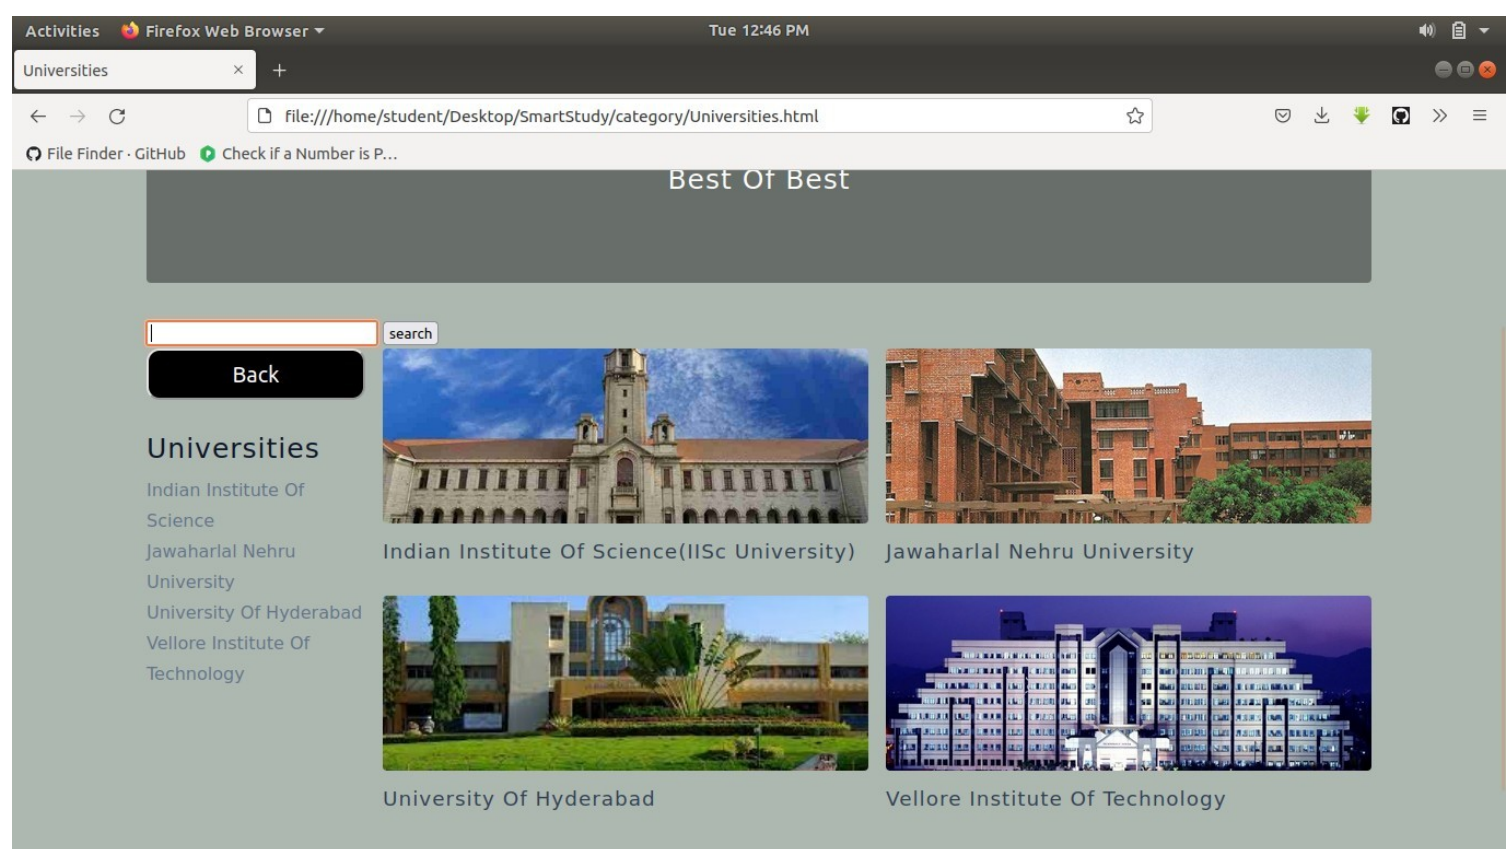 Activities Firefox Web Browser Tue 12:46 PM
Universities × +
file:///home/student/Desktop/SmartStudy/category/Universities.html
File Finder · GitHub Check if a Number is P...
Best Of Best
search
Back
Universities
Indian Institute Of
Science
Jawaharlal Nehru
University
University Of Hyderabad
Vellore Institute Of
Technology
Indian Institute Of Science(IISc University)
Jawaharlal Nehru University
University Of Hyderabad
Vellore Institute Of Technology